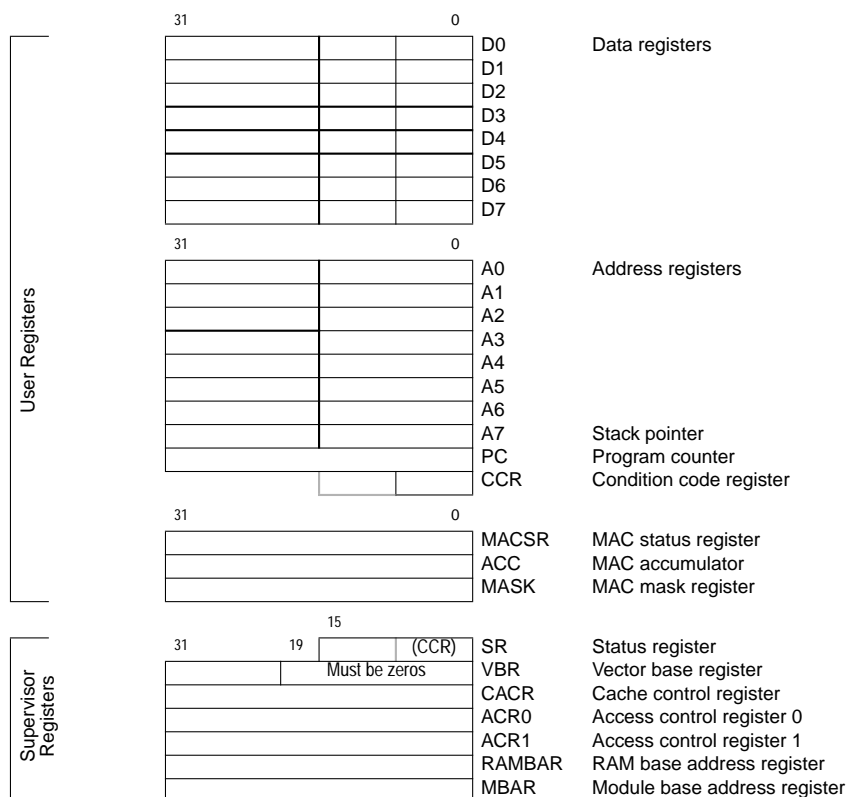 31 0
D0 Data registers
D1
D2
D3
D4
D5
D6
D7
31 0
A0 Address registers
A1
A2
A3
A4
A5
A6
A7 Stack pointer
PC Program counter
CCR Condition code register
User Registers
31 0
MACSR MAC status register
ACC MAC accumulator
MASK MAC mask register
15
31 19 (CCR) SR Status register
Must be zeros VBR Vector base register
CACR Cache control register
ACR0 Access control register 0
ACR1 Access control register 1
RAMBAR RAM base address register
MBAR Module base address register
Supervisor
Registers